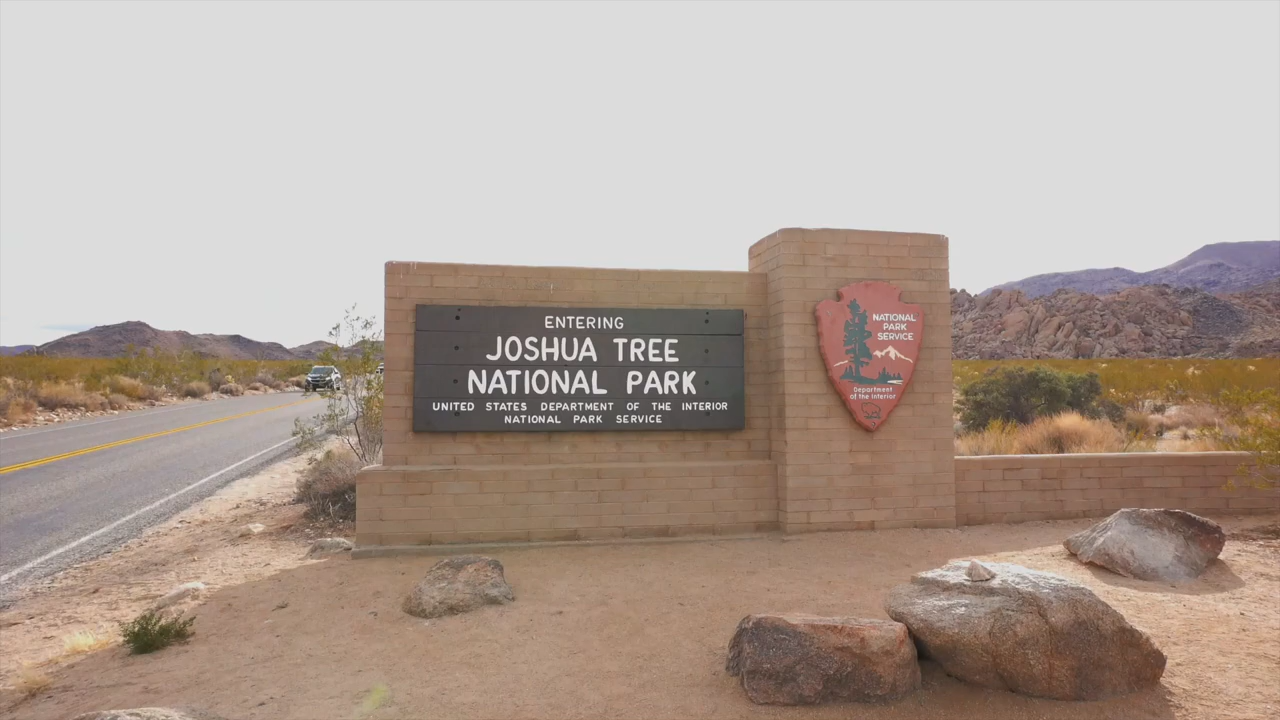 ENTERING
JOSHUA TREE
NATIONAL PARK
UNITED STATES DEPARTMENT OF THE INTERIOR
NATIONAL PARK SERVICE
NATIONAL
PARK
SERVICE
Department
of the Interior